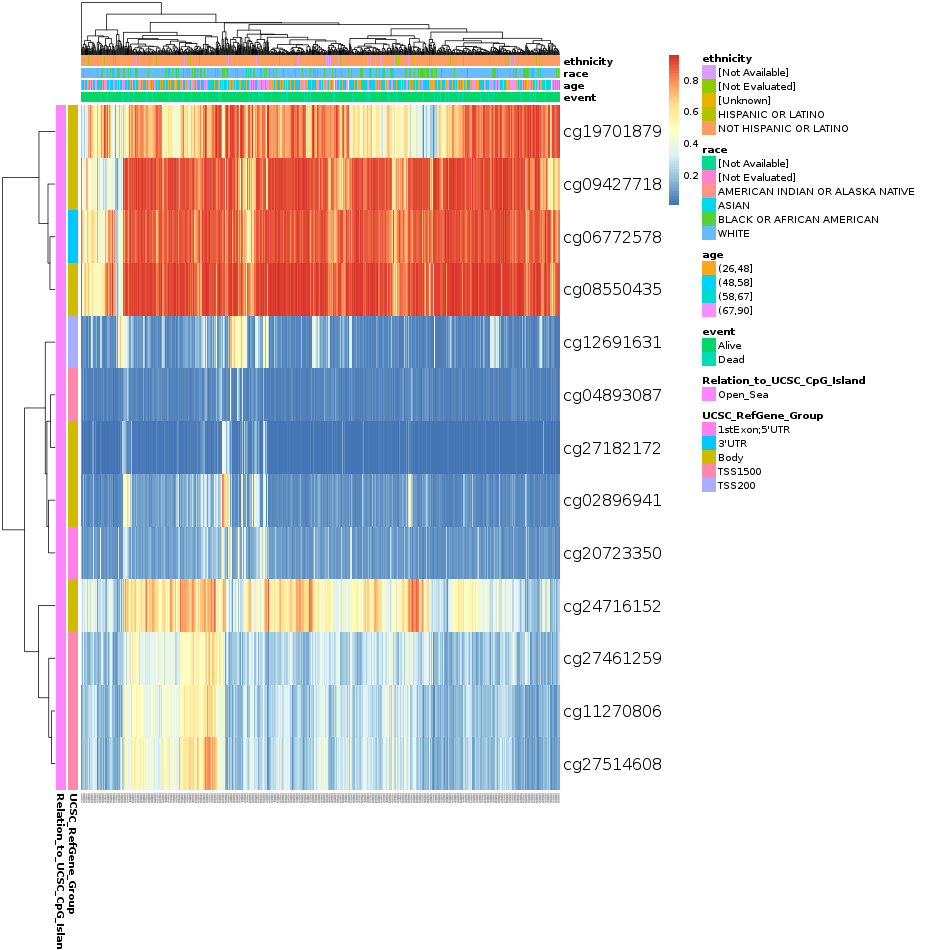 ethnicity
race
age
event
cg19701879
cg09427718
cg06772578
cg08550435
cg12691631
cg04893087
cg27182172
cg02896941
cg20723350
cg24716152
cg27461259
cg11270806
cg27514608
0.8
0.6
0.4
0.2
ethnicity
[Not Available]
[Not Evaluated]
[Unknown]
HISPANIC OR LATINO
NOT HISPANIC OR LATINO
race
[Not Available]
[Not Evaluated]
AMERICAN INDIAN OR ALASKA NATIVE
ASIAN
BLACK OR AFRICAN AMERICAN
WHITE
age
(26,48]
(48,58]
(58,67]
(67,90]
event
Alive
Dead
Relation_to_UCSC_CpG_Island
Open_Sea
UCSC_RefGene_Group
1stExon;5'UTR
3'UTR
Body
TSS1500
TSS200
UCSC_RefGene_Group
Relation_to_UCSC_CpG_Islan